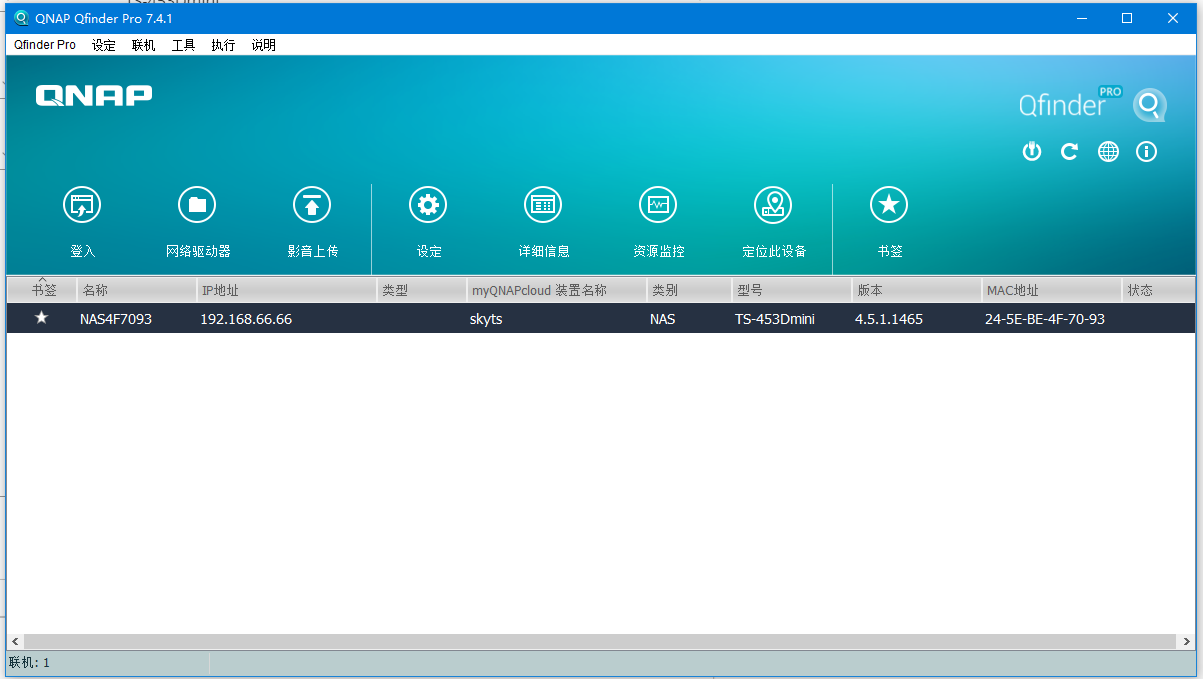 QNAP Qfinder Pro 7.4.1
Qfinder Pro 设定 联机 工具 执行 说明
QNAP
Qfinder PRO
登入 网络驱动器 影音上传 设定 详细信息 资源监控 定位此设备 书签
书签 名称 IP地址 类型 myQNAPcloud 装置名称 类别 型号 版本 MAC地址 状态
NAS4F7093 192.168.66.66 skyts NAS TS-453Dmini 4.5.1.1465 24-5E-BE-4F-70-93
联机: 1